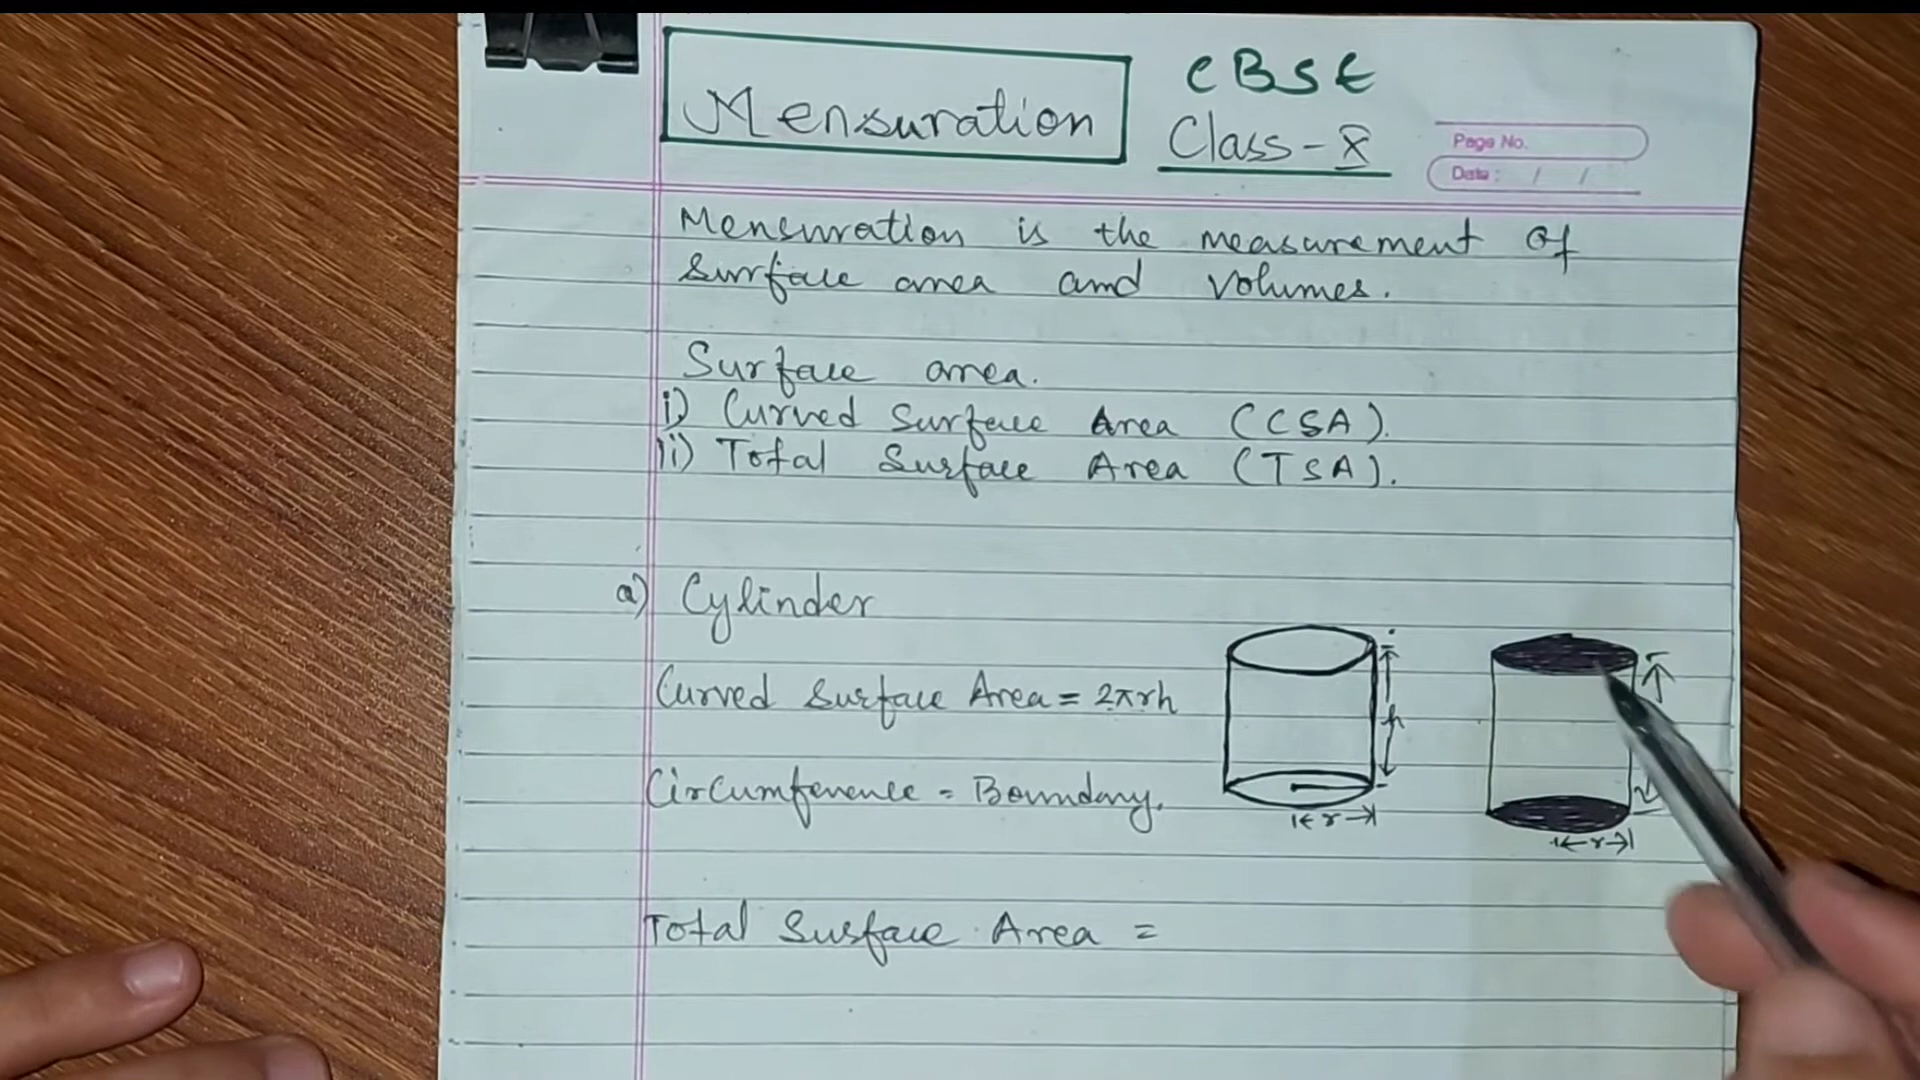 Mensuration
CBSE
Class-X
Page No.
Date: / /
Mensuration is the measurement of
surface area and volumes.
Surface area.
i) Curved Surface Area (CSA).
ii) Total Surface Area (TSA).
a) Cylinder
Curved Surface Area = 2πrh
h
Circumference = Boundary.
r
r
Total Surface Area =